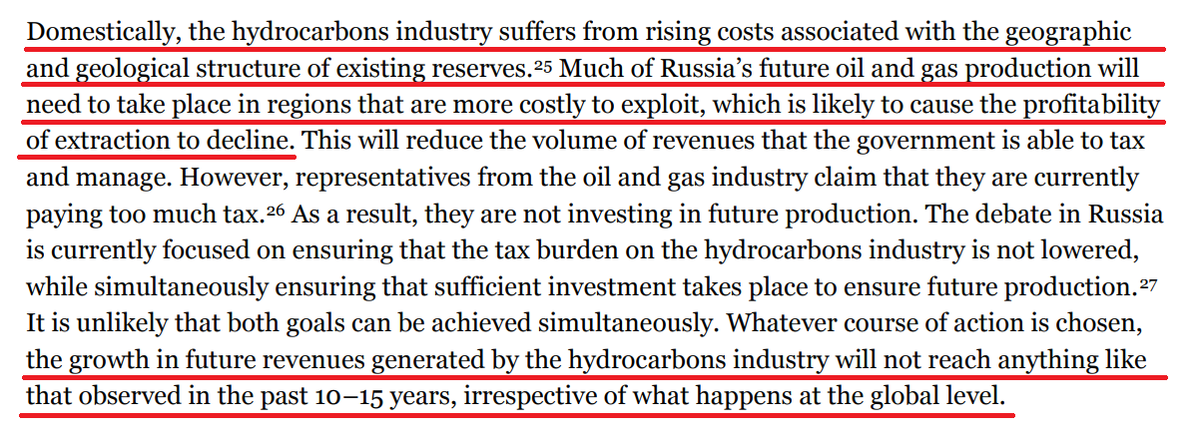 Domestically, the hydrocarbons industry suffers from rising costs associated with the geographic
and geological structure of existing reserves.²⁵ Much of Russia’s future oil and gas production will
need to take place in regions that are more costly to exploit, which is likely to cause the profitability
of extraction to decline. This will reduce the volume of revenues that the government is able to tax
and manage. However, representatives from the oil and gas industry claim that they are currently
paying too much tax.²⁶ As a result, they are not investing in future production. The debate in Russia
is currently focused on ensuring that the tax burden on the hydrocarbons industry is not lowered,
while simultaneously ensuring that sufficient investment takes place to ensure future production.²⁷
It is unlikely that both goals can be achieved simultaneously. Whatever course of action is chosen,
the growth in future revenues generated by the hydrocarbons industry will not reach anything like
that observed in the past 10–15 years, irrespective of what happens at the global level.